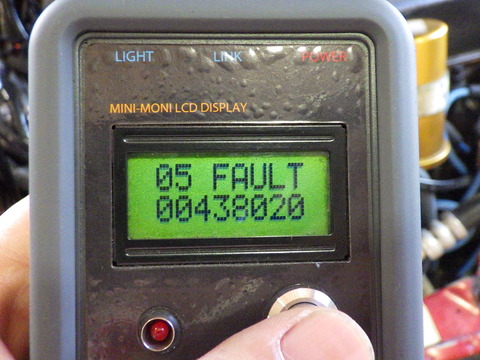 LIGHT LINK POWER
MINI-MONI LCD DISPLAY
05 FAULT
00438020